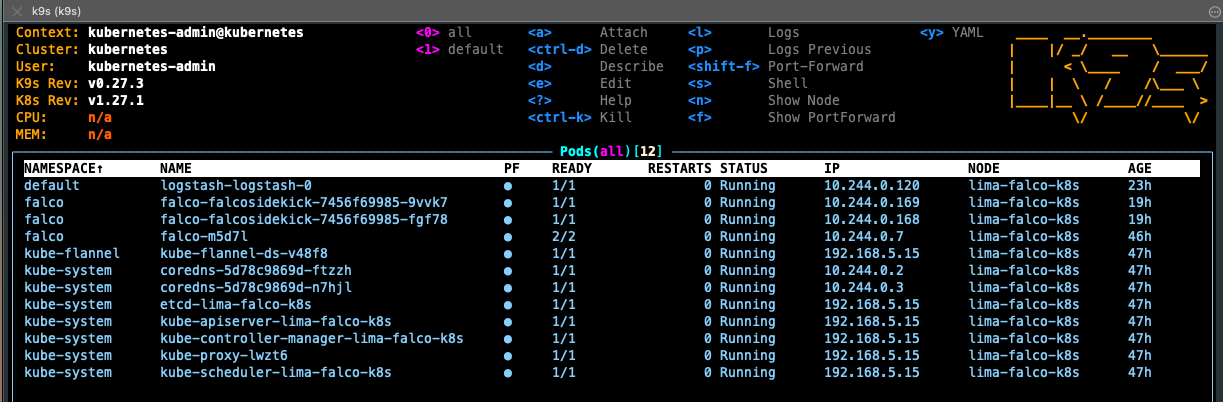 k9s (k9s)
Context: kubernetes-admin@kubernetes <0> all <a> Attach <l> Logs <y> YAML
Cluster: kubernetes <1> default <ctrl-d> Delete <p> Logs Previous
User: kubernetes-admin <d> Describe <shift-f> Port-Forward
K9s Rev: v0.27.3 <e> Edit <s> Shell
K8s Rev: v1.27.1 <?> Help <n> Show Node
CPU: n/a <ctrl-k> Kill <f> Show PortForward
MEM: n/a
Pods(all)[12]
NAMESPACE↑ NAME PF READY RESTARTS STATUS IP NODE AGE
default logstash-logstash-0 ● 1/1 0 Running 10.244.0.120 lima-falco-k8s 23h
falco falco-falcosidekick-7456f69985-9vvk7 ● 1/1 0 Running 10.244.0.169 lima-falco-k8s 19h
falco falco-falcosidekick-7456f69985-fgf78 ● 1/1 0 Running 10.244.0.168 lima-falco-k8s 19h
falco falco-m5d7l ● 2/2 0 Running 10.244.0.7 lima-falco-k8s 46h
kube-flannel kube-flannel-ds-v48f8 ● 1/1 0 Running 192.168.5.15 lima-falco-k8s 47h
kube-system coredns-5d78c9869d-ftzzh ● 1/1 0 Running 10.244.0.2 lima-falco-k8s 47h
kube-system coredns-5d78c9869d-n7hjl ● 1/1 0 Running 10.244.0.3 lima-falco-k8s 47h
kube-system etcd-lima-falco-k8s ● 1/1 0 Running 192.168.5.15 lima-falco-k8s 47h
kube-system kube-apiserver-lima-falco-k8s ● 1/1 0 Running 192.168.5.15 lima-falco-k8s 47h
kube-system kube-controller-manager-lima-falco-k8s ● 1/1 0 Running 192.168.5.15 lima-falco-k8s 47h
kube-system kube-proxy-lwzt6 ● 1/1 0 Running 192.168.5.15 lima-falco-k8s 47h
kube-system kube-scheduler-lima-falco-k8s ● 1/1 0 Running 192.168.5.15 lima-falco-k8s 47h